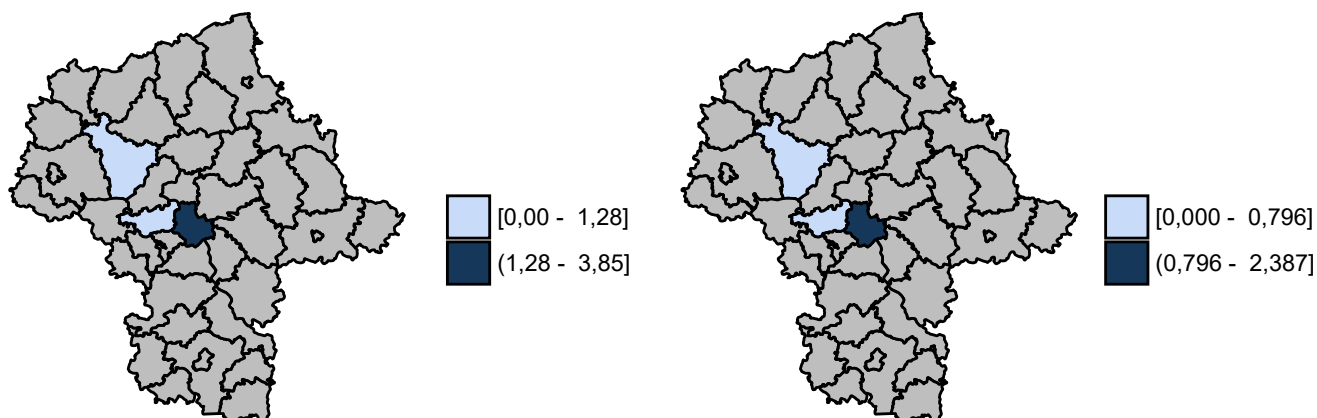 [0,00 - 1,28]
(1,28 - 3,85]
[0,000 - 0,796]
(0,796 - 2,387]